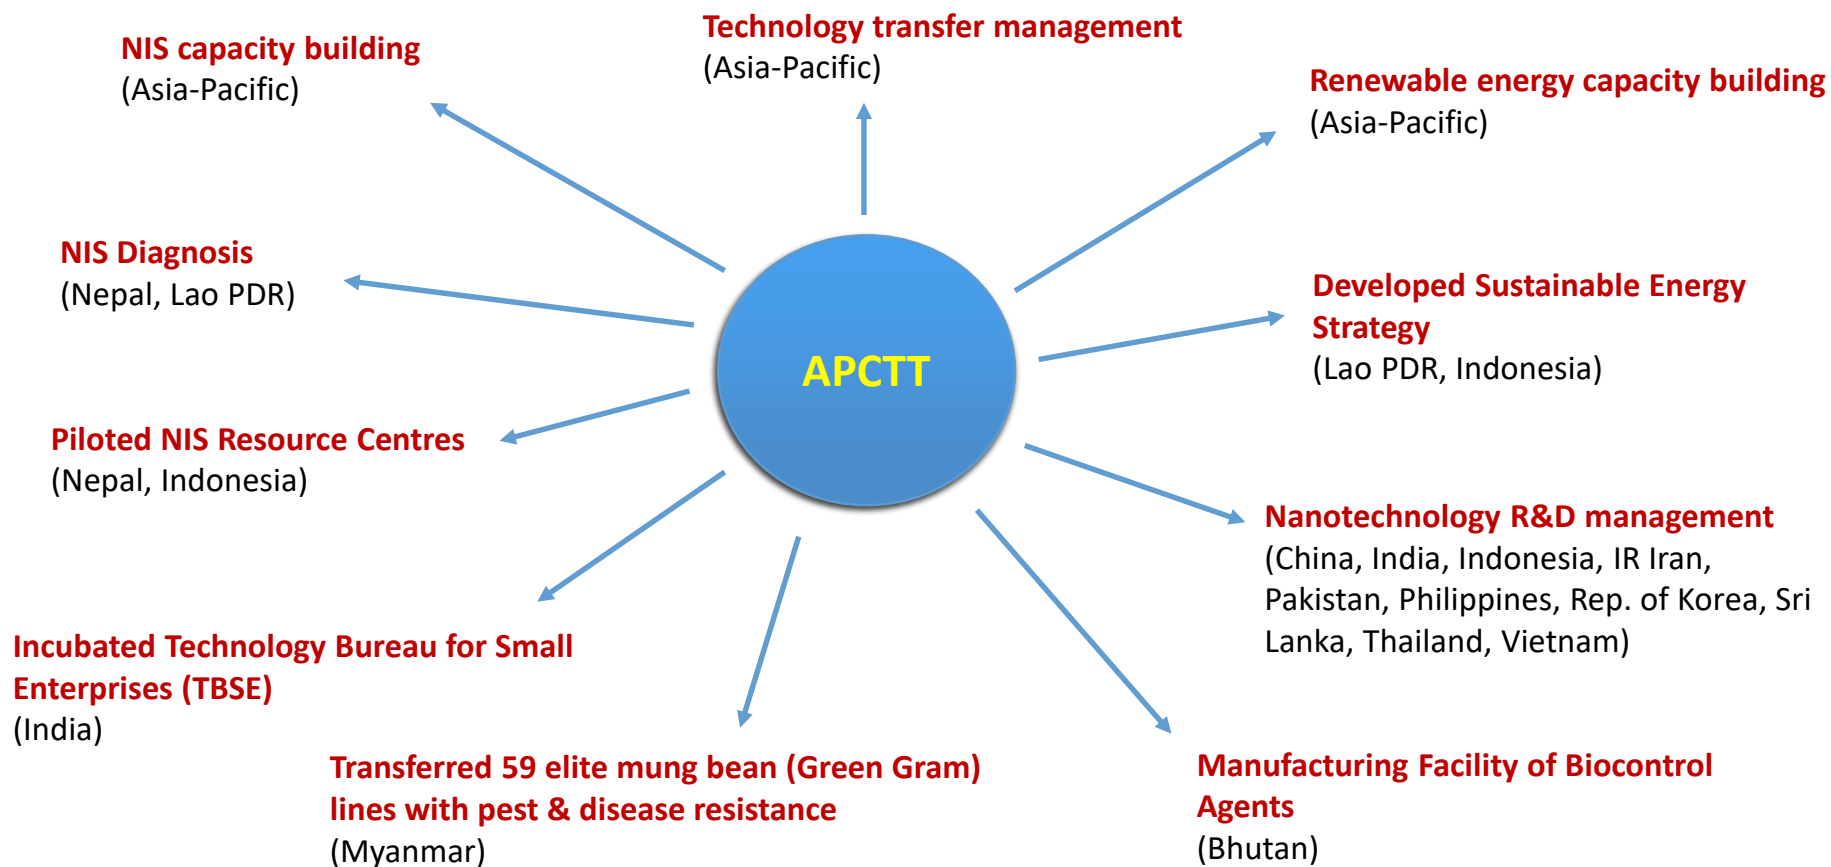 NIS capacity building
(Asia-Pacific)
Technology transfer management
(Asia-Pacific)
Renewable energy capacity building
(Asia-Pacific)
NIS Diagnosis
(Nepal, Lao PDR)
Developed Sustainable Energy
Strategy
(Lao PDR, Indonesia)
APCTT
Piloted NIS Resource Centres
(Nepal, Indonesia)
Nanotechnology R&D management
(China, India, Indonesia, IR Iran,
Pakistan, Philippines, Rep. of Korea, Sri
Lanka, Thailand, Vietnam)
Incubated Technology Bureau for Small
Enterprises (TBSE)
(India)
Transferred 59 elite mung bean (Green Gram)
lines with pest & disease resistance
(Myanmar)
Manufacturing Facility of Biocontrol
Agents
(Bhutan)